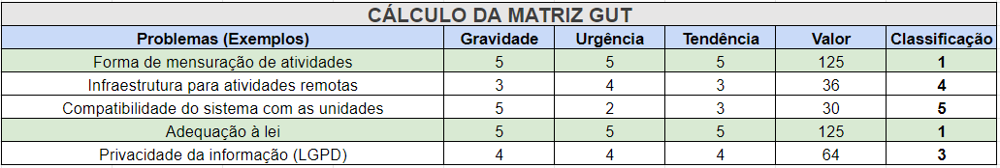 CÁLCULO DA MATRIZ GUT
Problemas (Exemplos) Gravidade Urgência Tendência Valor Classificação
Forma de mensuração de atividades 5 5 5 125 1
Infraestrutura para atividades remotas 3 4 3 36 4
Compatibilidade do sistema com as unidades 5 2 3 30 5
Adequação à lei 5 5 5 125 1
Privacidade da informação (LGPD) 4 4 4 64 3